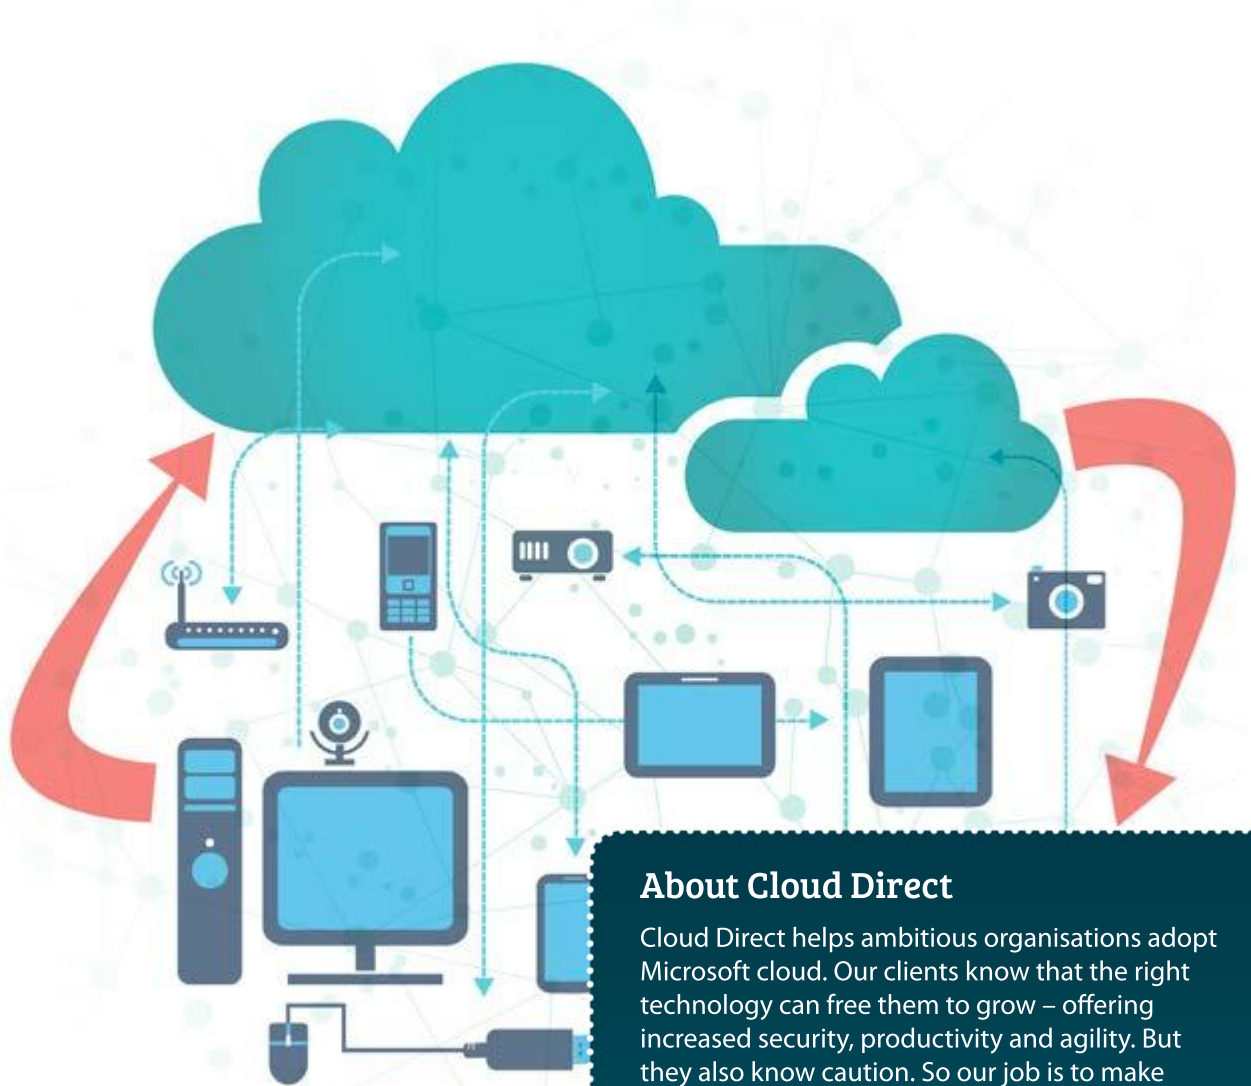 About Cloud Direct
Cloud Direct helps ambitious organisations adopt
Microsoft cloud. Our clients know that the right
technology can free them to grow – offering
increased security, productivity and agility. But
they also know caution. So our job is to make